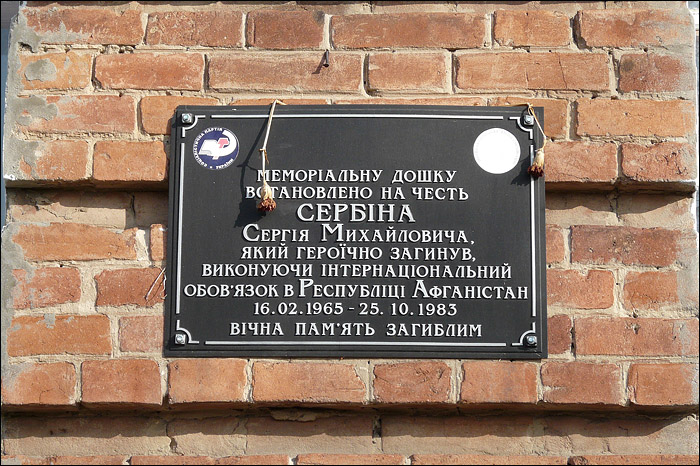 МЕМОРІАЛЬНУ ДОШКУ
ВСТАНОВЛЕНО НА ЧЕСТЬ
СЕРБІНА
СЕРГІЯ МИХАЙЛОВИЧА,
ЯКИЙ ГЕРОЇЧНО ЗАГИНУВ,
ВИКОНУЮЧИ ІНТЕРНАЦІОНАЛЬНИЙ
ОБОВ'ЯЗОК В РЕСПУБЛІЦІ АФГАНІСТАН
16.02.1965 - 25.10.1983
ВІЧНА ПАМ'ЯТЬ ЗАГИБЛИМ